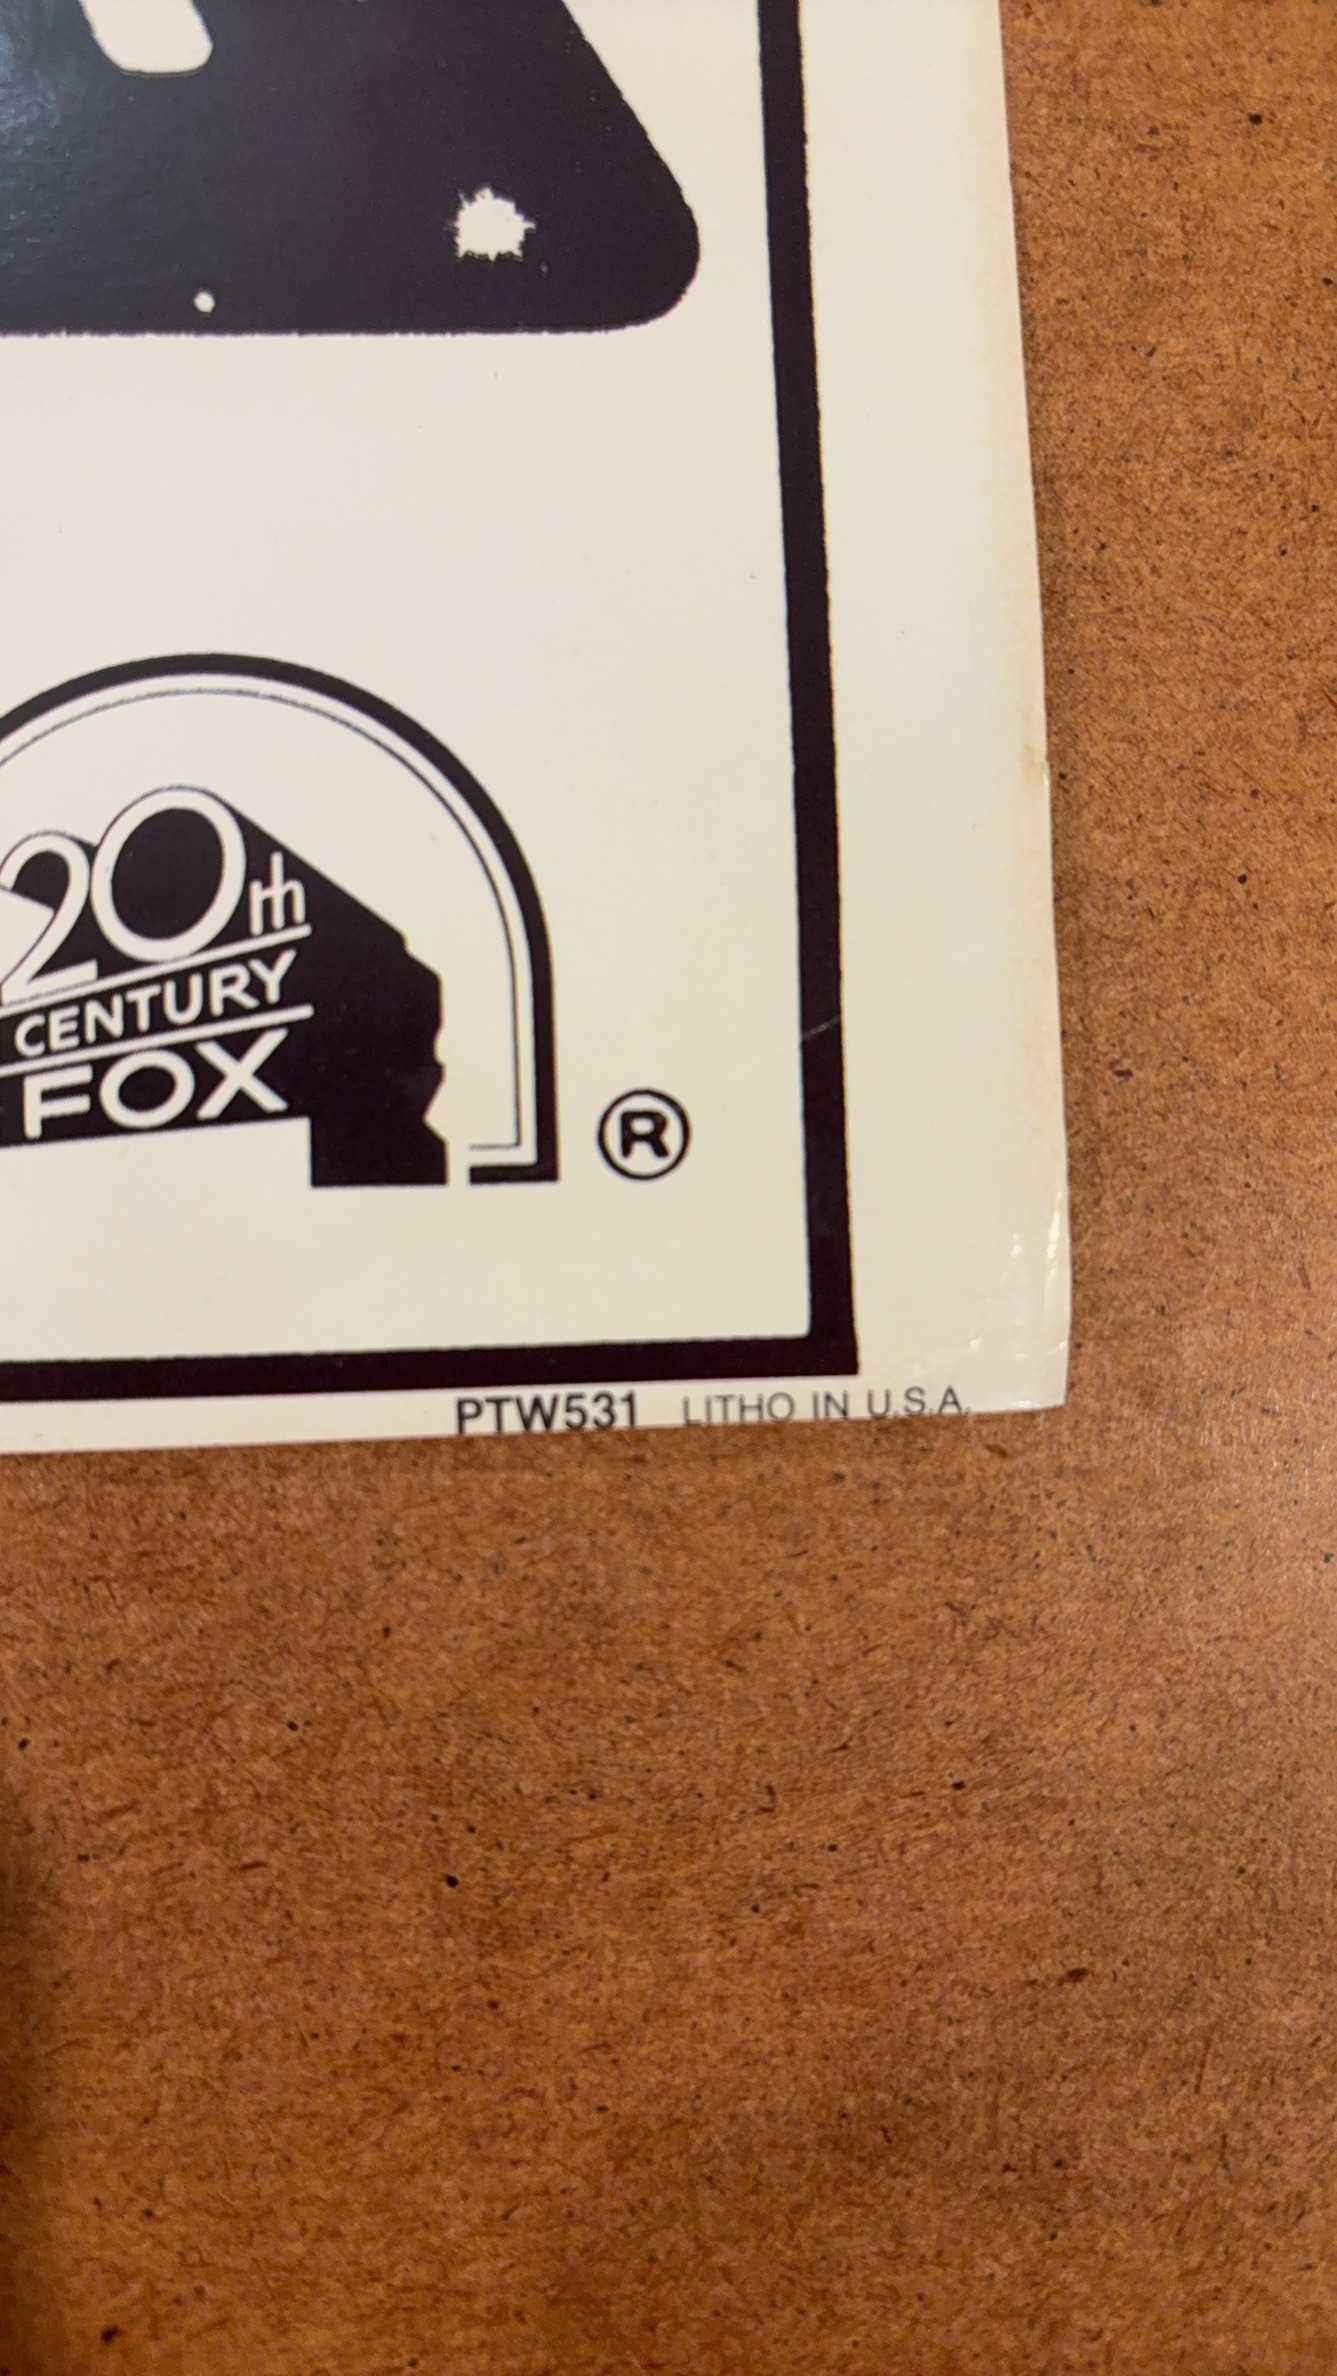 20th
CENTURY
FOX
®
PTW531 LITHO IN U.S.A.